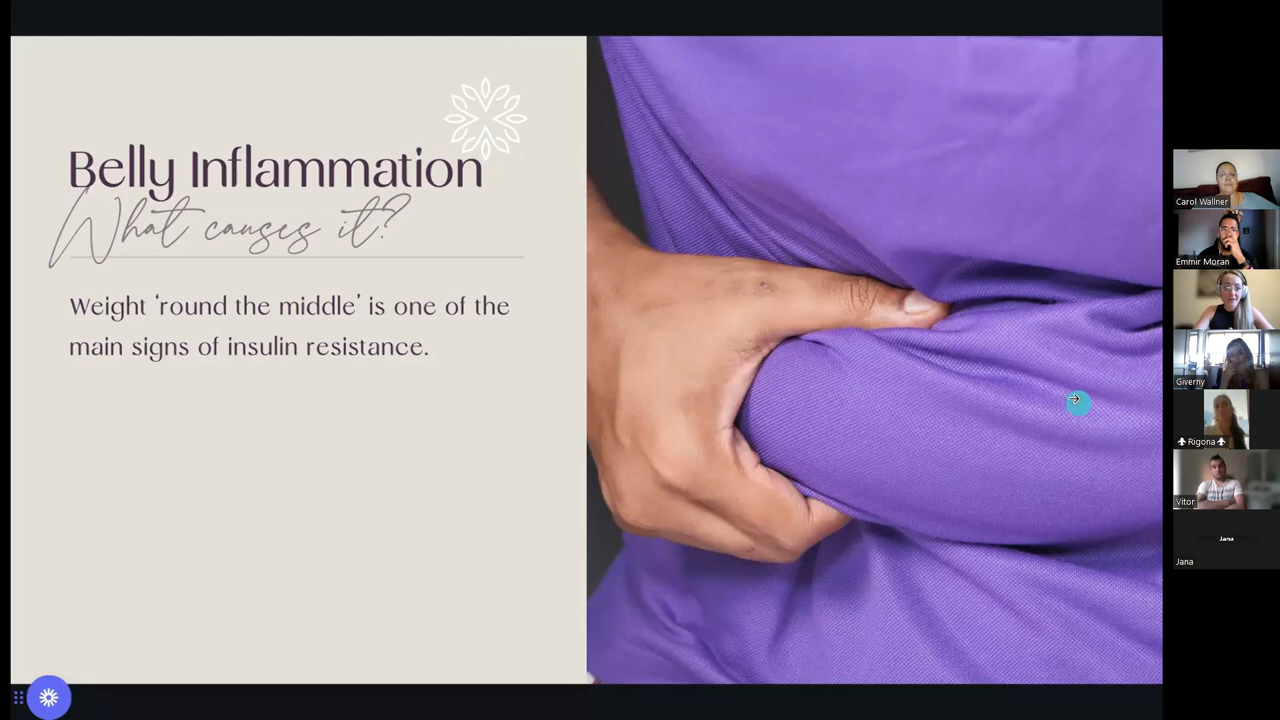 Belly Inflammation
What causes it?
Weight 'round the middle' is one of the
main signs of insulin resistance.
Carol Wallner
Emmir Moran
Giverny
Rigona
Vitor
Jana
Jana